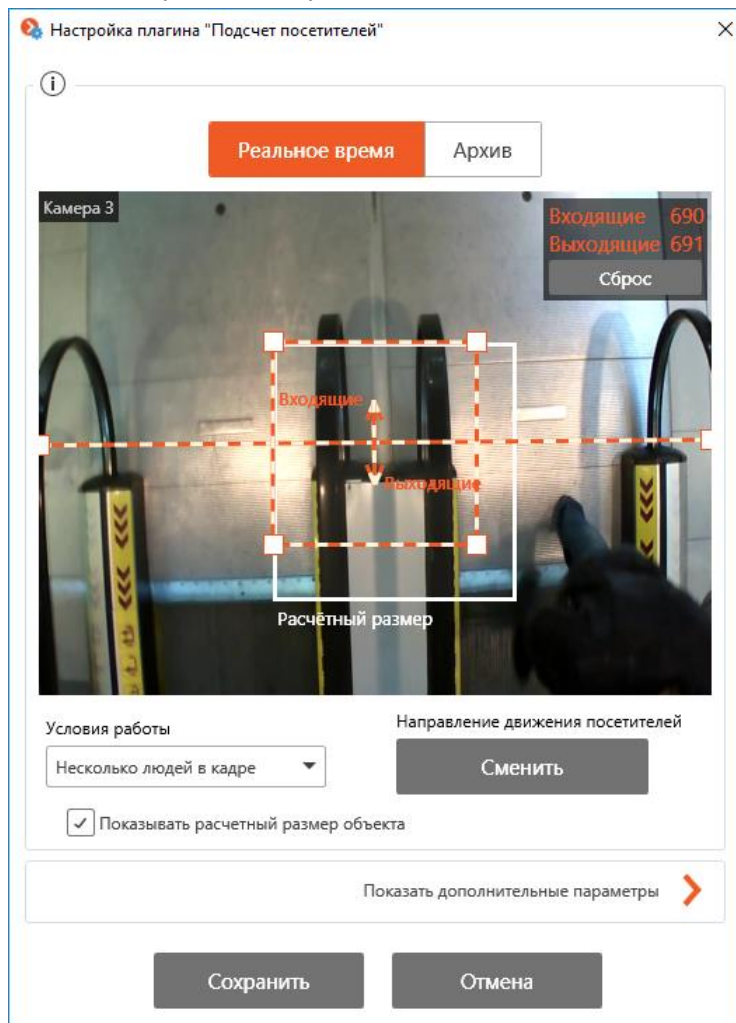 Настройка плагина "Подсчет посетителей"
Реальное время
Архив
Камера 3
Входящие 690
Выходящие 691
Сброс
Входящие
Выходящие
Расчётный размер
Условия работы
Направление движения посетителей
Несколько людей в кадре
Сменить
Показывать расчетный размер объекта
Показать дополнительные параметры
Сохранить
Отмена